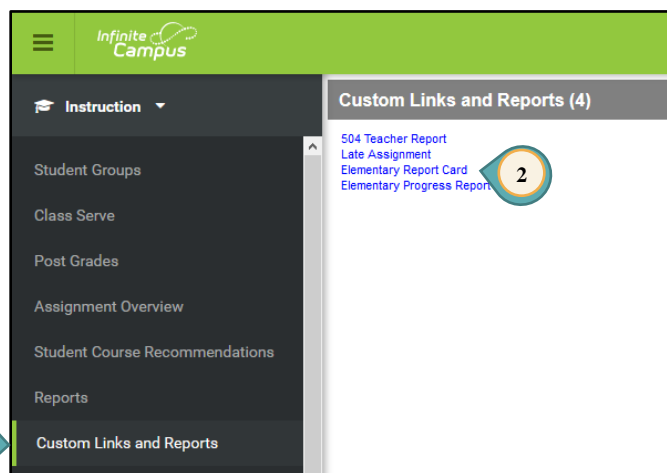 Infinite
Campus
Instruction
Student Groups
Class Serve
Post Grades
Assignment Overview
Student Course Recommendations
Reports
Custom Links and Reports
Custom Links and Reports (4)
504 Teacher Report
Late Assignment
Elementary Report Card
Elementary Progress Report
2